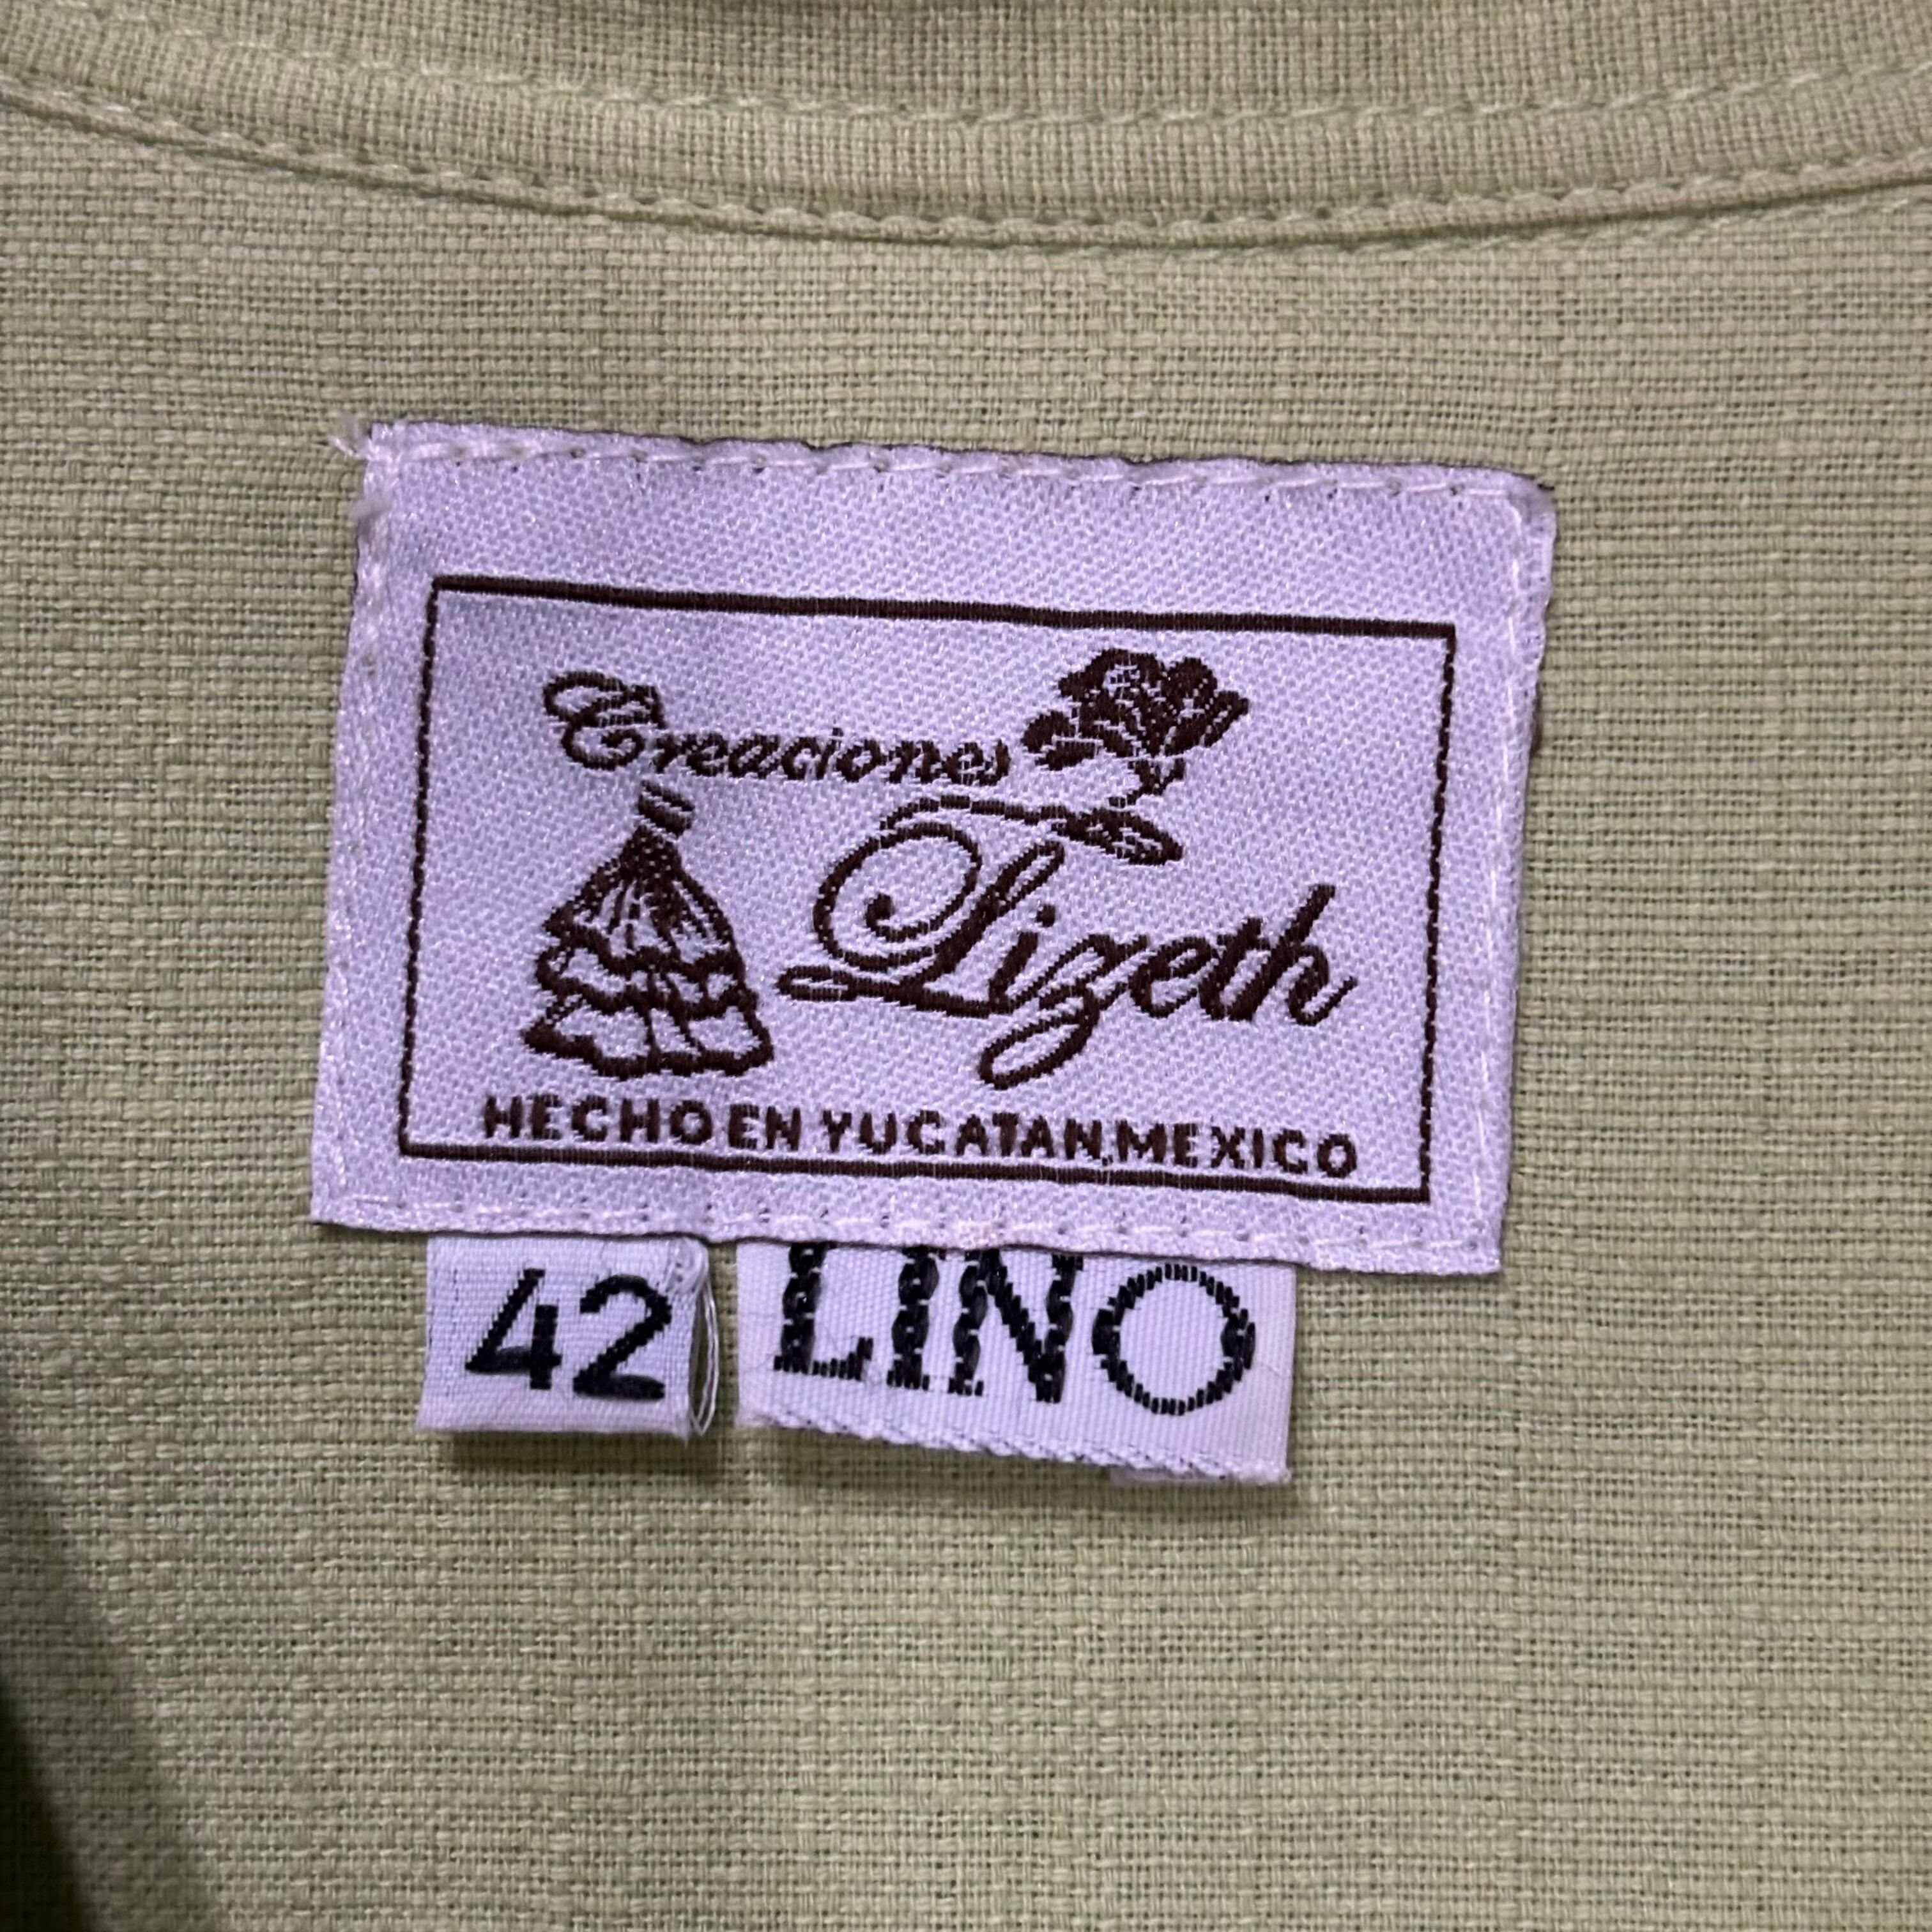 Creaciones
Lizeth
HECHO EN YUCATAN, MEXICO
42 LINO